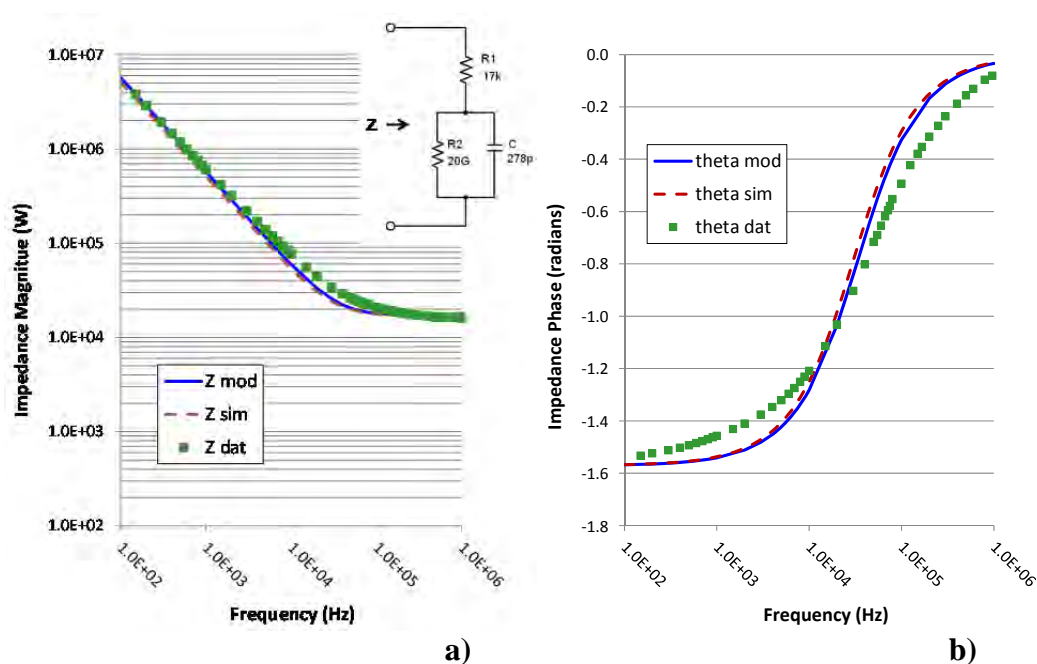 1.0E+07
1.0E+06
1.0E+05
1.0E+04
1.0E+03
1.0E+02
Impedance Magnitue (W)
R1
17k
Z
R2
20G
C
278p
Z mod
Z sim
Z dat
1.0E+02
1.0E+03
1.0E+04
1.0E+05
1.0E+06
Frequency (Hz)
a)
0.0
-0.2
-0.4
-0.6
-0.8
-1.0
-1.2
-1.4
-1.6
-1.8
Impedance Phase (radians)
theta mod
theta sim
theta dat
1.0E+02
1.0E+03
1.0E+04
1.0E+05
1.0E+06
Frequency (Hz)
b)